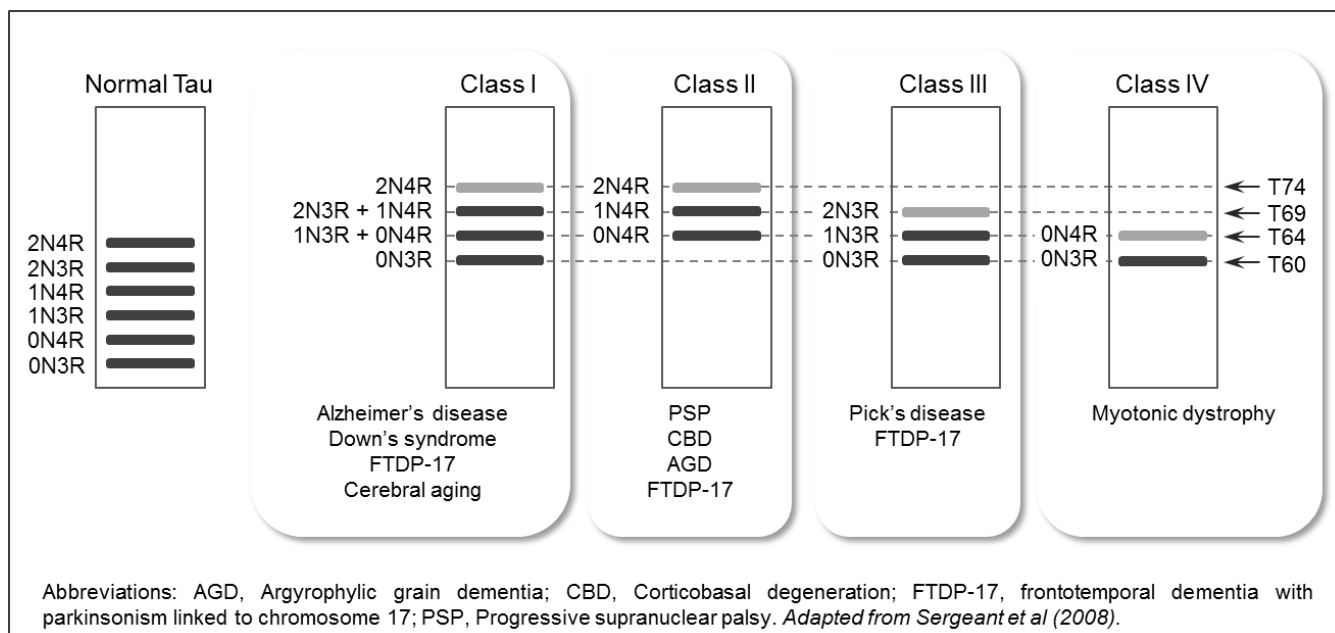 Normal Tau
2N4R
2N3R
1N4R
1N3R
0N4R
0N3R
Class I
2N4R
2N3R + 1N4R
1N3R + 0N4R
0N3R
Alzheimer's disease
Down's syndrome
FTDP-17
Cerebral aging
Class II
2N4R
1N4R
0N4R
PSP
CBD
AGD
FTDP-17
Class III
2N3R
1N3R
0N3R
Pick's disease
FTDP-17
Class IV
0N4R
0N3R
Myotonic dystrophy
T74
T69
T64
T60
Abbreviations: AGD, Argyrophylic grain dementia; CBD, Corticobasal degeneration; FTDP-17, frontotemporal dementia with
parkinsonism linked to chromosome 17; PSP, Progressive supranuclear palsy. Adapted from Sergeant et al (2008).